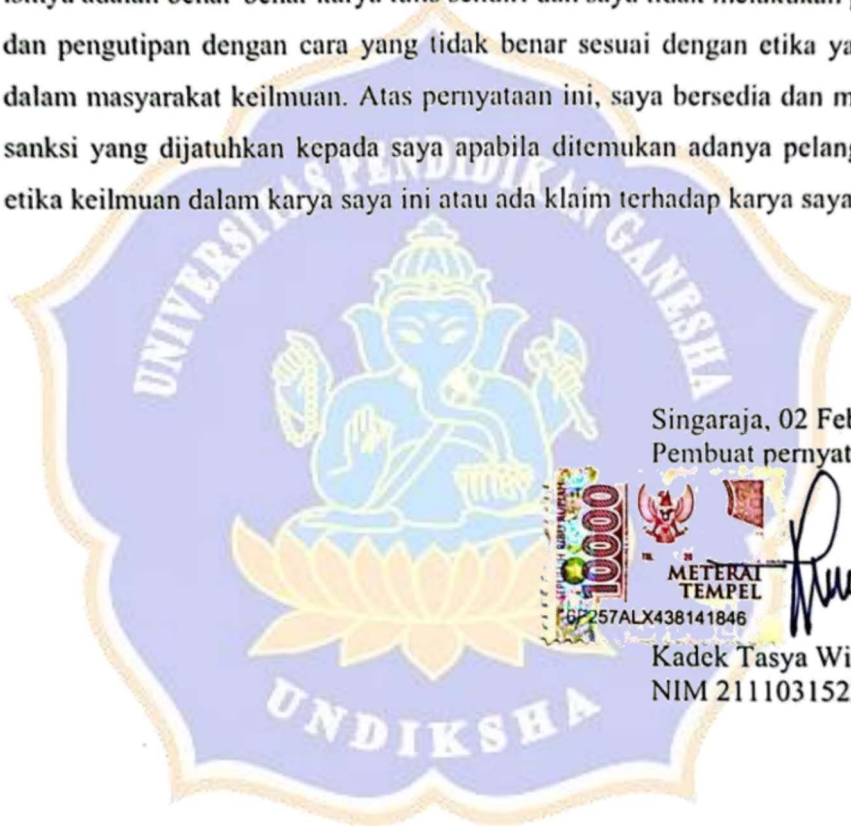 dan pengutipan dengan cara yang tidak benar sesuai dengan etika ya
dalam masyarakat keilmuan. Atas pernyataan ini, saya bersedia dan m
sanksi yang dijatuhkan kepada saya apabila ditemukan adanya pelang
etika keilmuan dalam karya saya ini atau ada klaim terhadap karya saya
UNIVERSITAS PENDIDIKAN GANESHA
Singaraja, 02 Feb
Pembuat pernyat
10000
METERAI
TEMPEL
257ALX438141846
Kadek Tasya Wi
NIM 211103152
UNDIKSHA